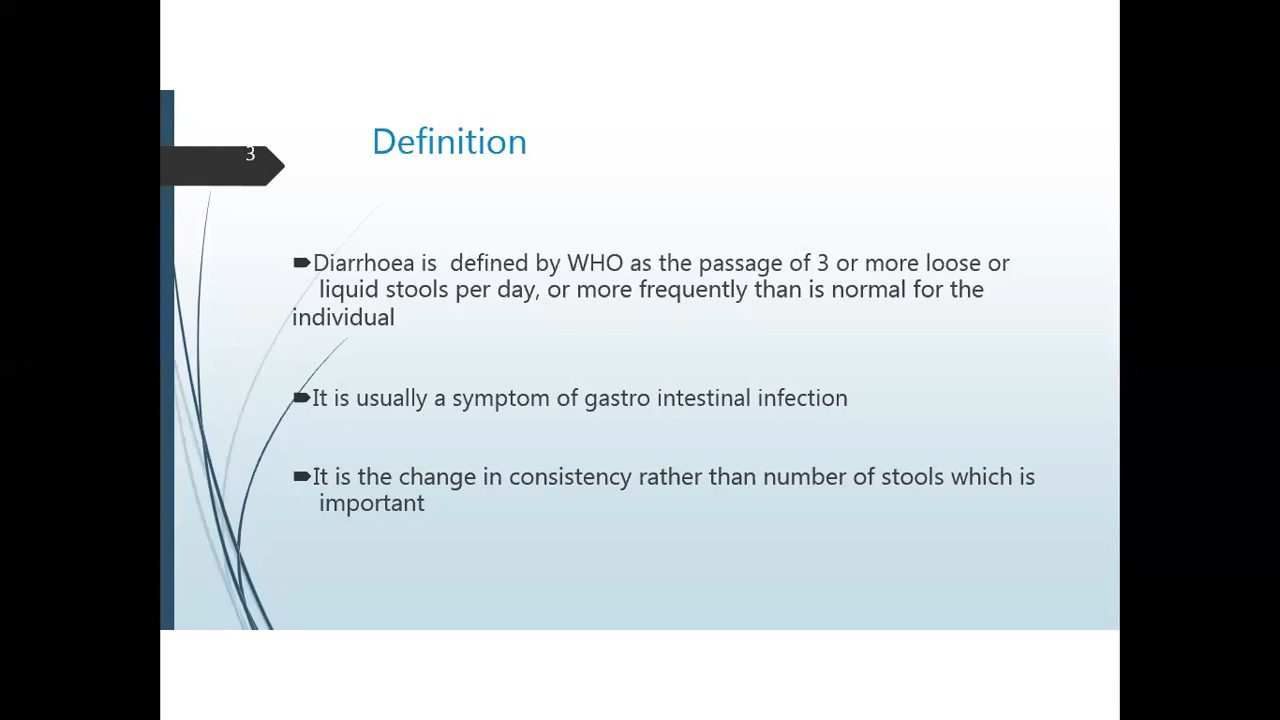 3
Definition
Diarrhoea is  defined by WHO as the passage of 3 or more loose or
liquid stools per day, or more frequently than is normal for the
individual
It is usually a symptom of gastro intestinal infection
It is the change in consistency rather than number of stools which is
important